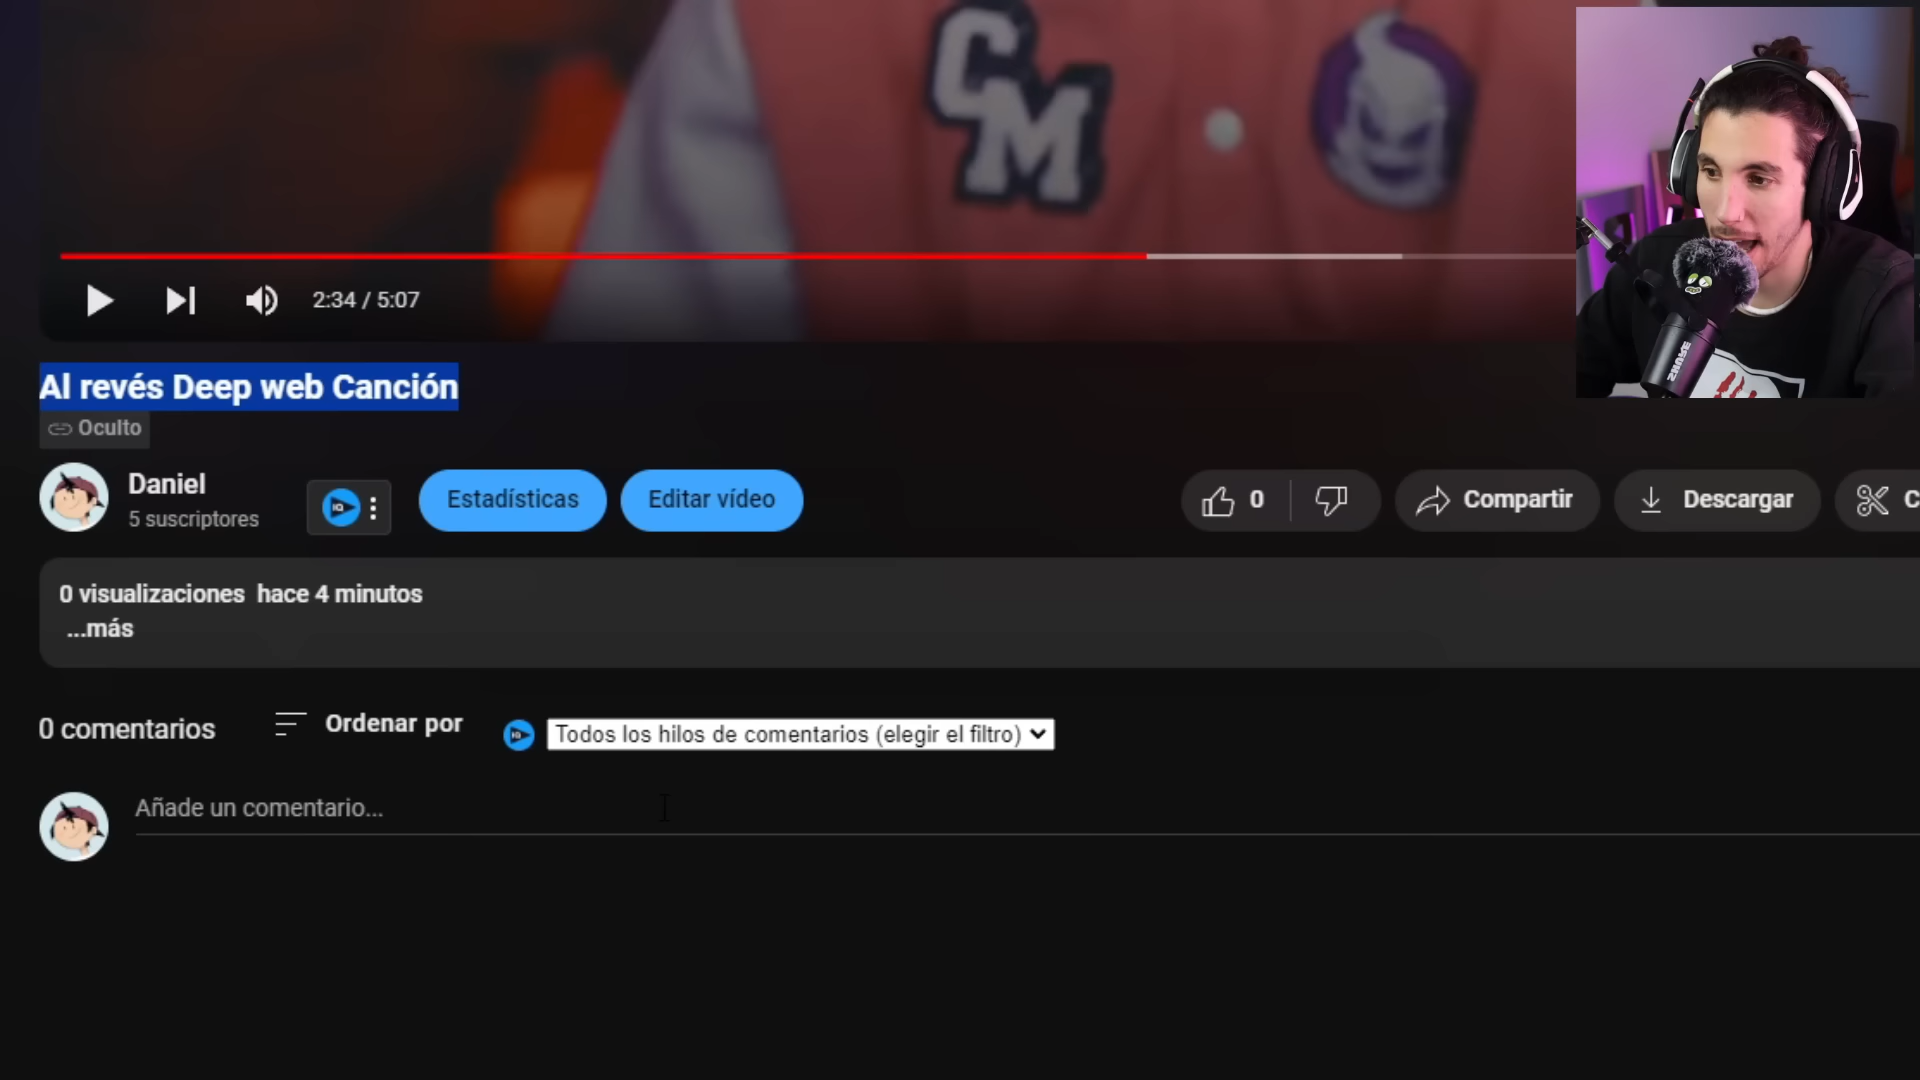 CM
2:34 / 5:07
Al revés Deep web Canción
Oculto
Daniel
5 suscriptores
Estadísticas
Editar vídeo
0
Compartir
Descargar
C
0 visualizaciones hace 4 minutos
...más
0 comentarios
Ordenar por
Todos los hilos de comentarios (elegir el filtro)
Añade un comentario...
SHURE